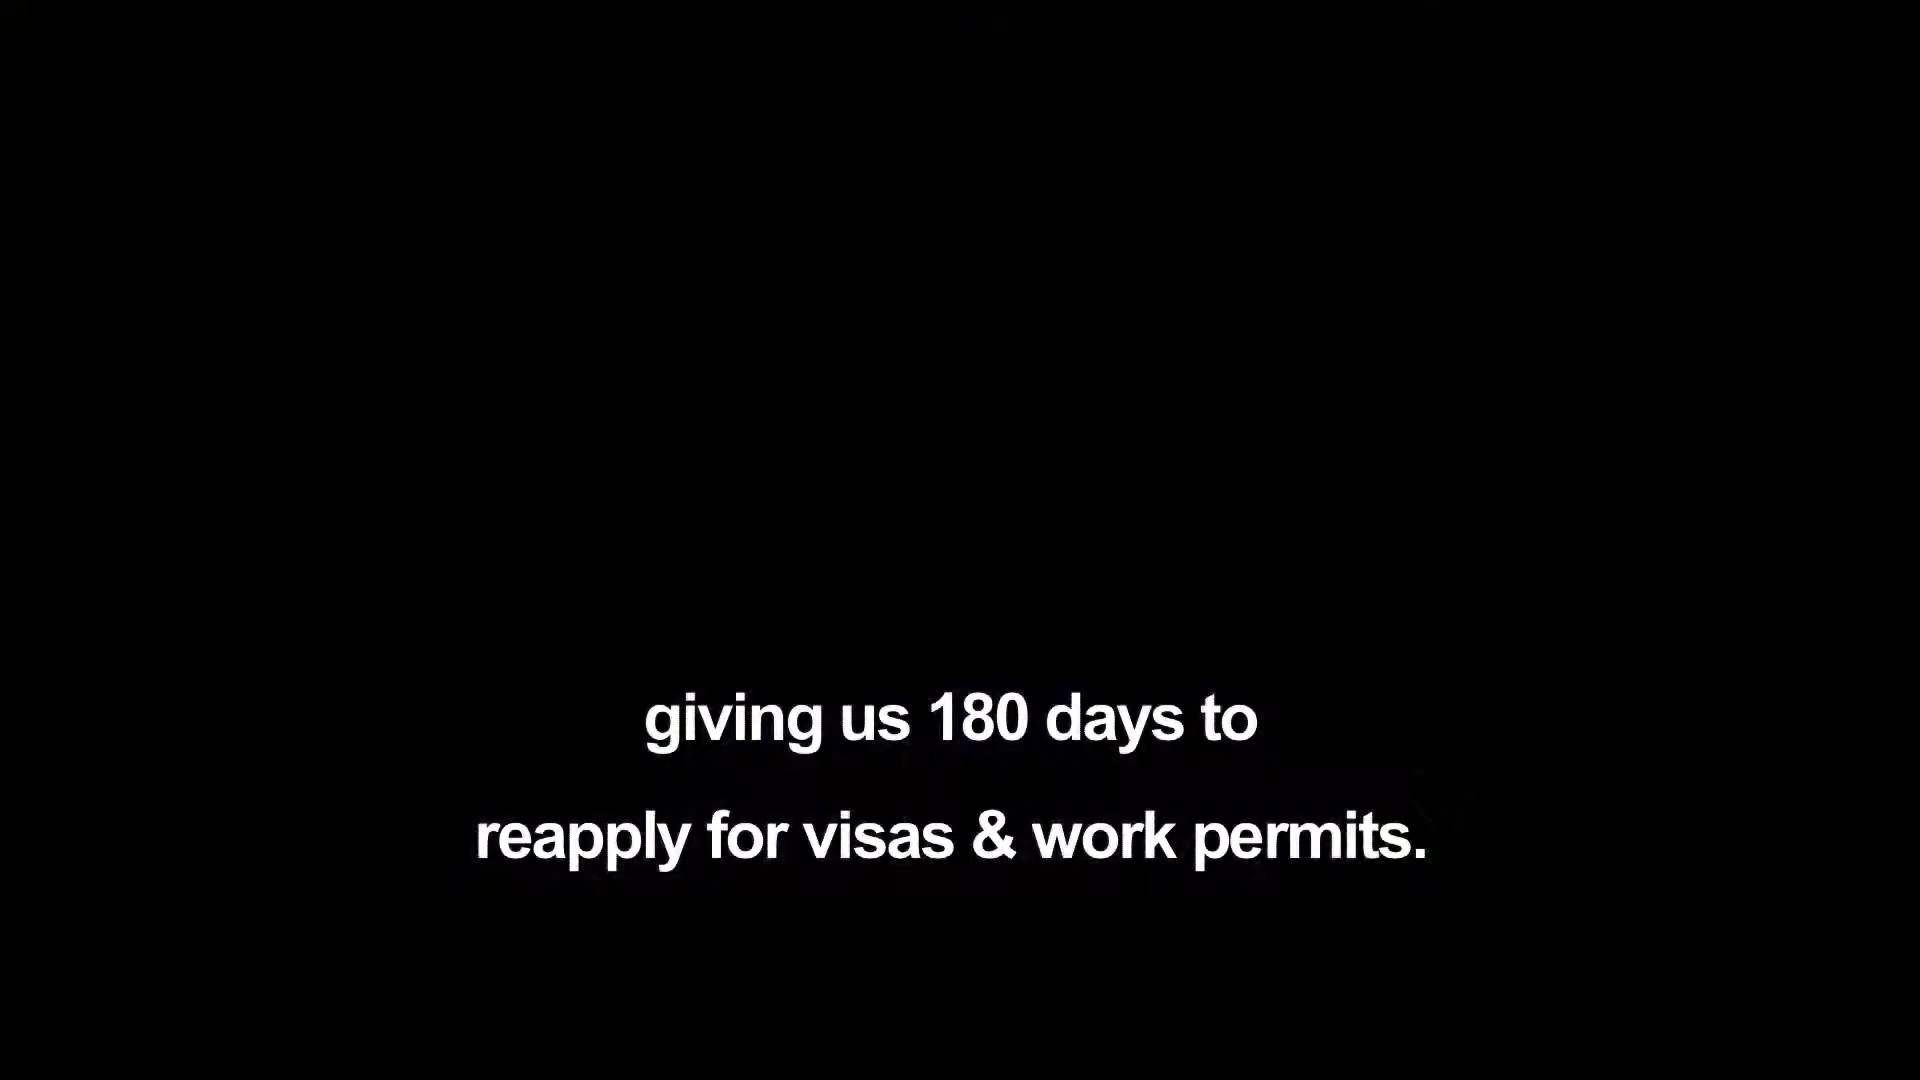 giving us 180 days to
reapply for visas & work permits.